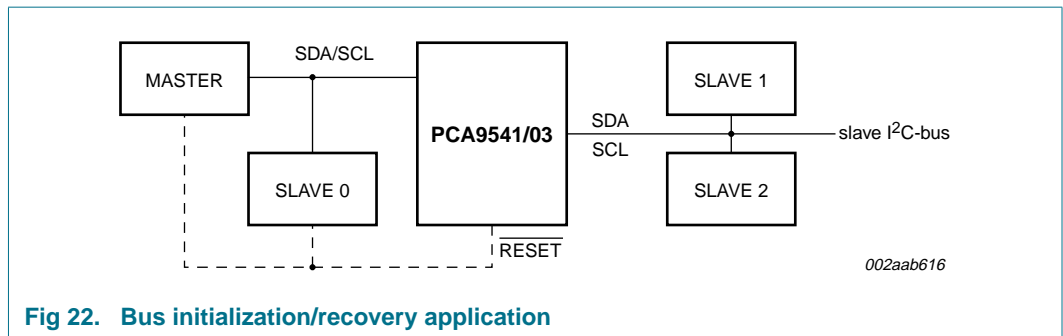 SDA/SCL
MASTER
SLAVE 1
PCA9541/03
SDA
SCL
slave I²C-bus
SLAVE 0
SLAVE 2
RESET
002aab616
Fig 22. Bus initialization/recovery application